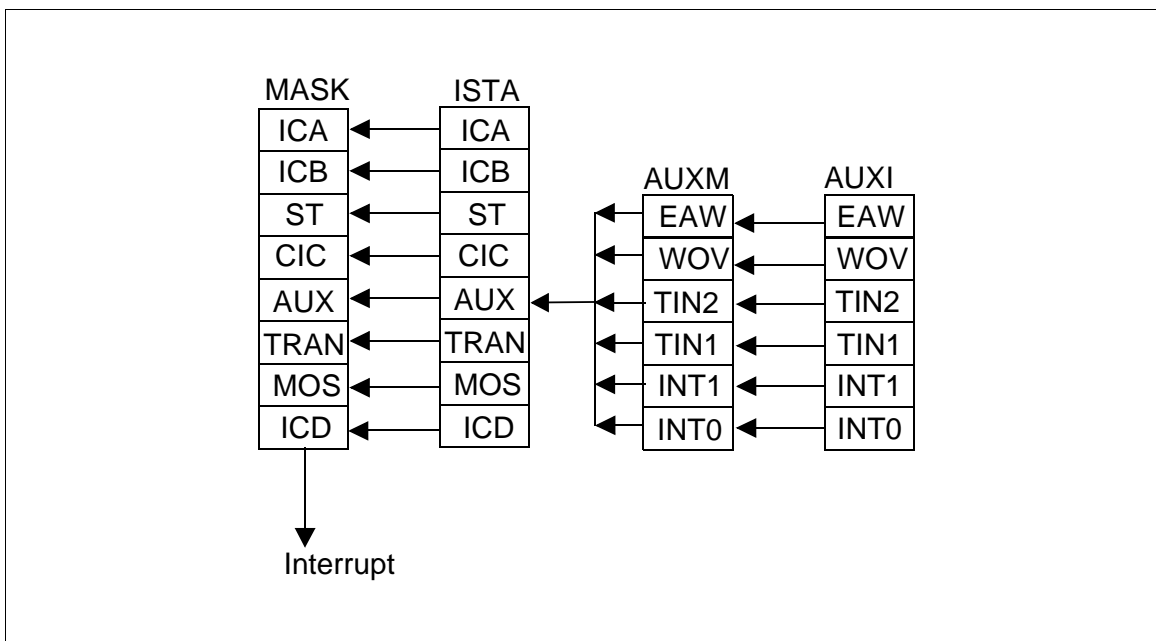 MASK
ICA
ICB
ST
CIC
AUX
TRAN
MOS
ICD
Interrupt
ISTA
ICA
ICB
ST
CIC
AUX
TRAN
MOS
ICD
AUXM
EAW
WOV
TIN2
TIN1
INT1
INT0
AUXI
EAW
WOV
TIN2
TIN1
INT1
INT0